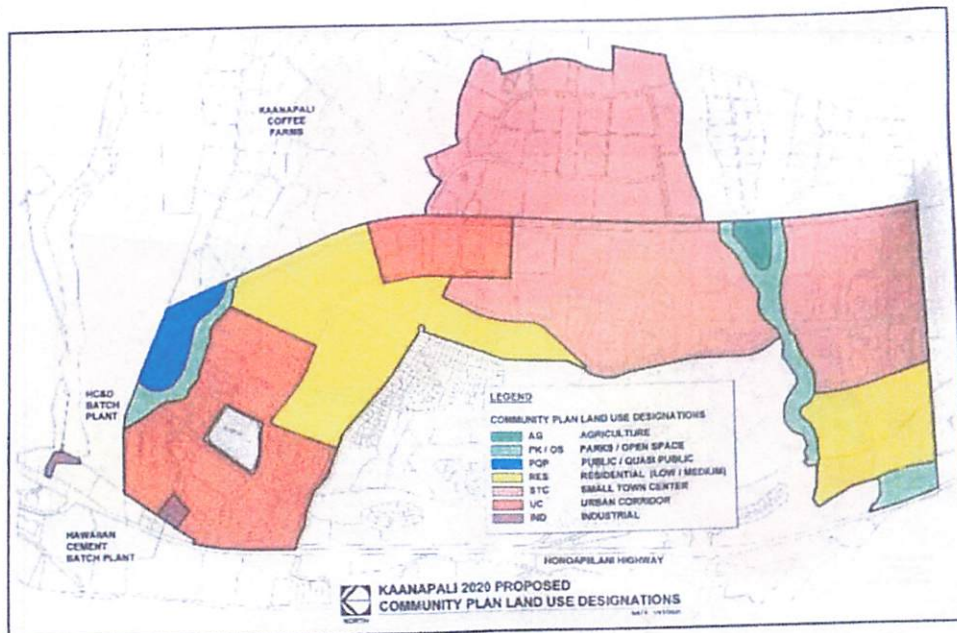 KAANAPALI
COFFEE
FARMS
HC&D
BATCH
PLANT
HAWAIIAN
CEMENT
BATCH PLANT
LEGEND
COMMUNITY PLAN LAND USE DESIGNATIONS
AG AGRICULTURE
PK / OS PARKS / OPEN SPACE
PQP PUBLIC / QUASI PUBLIC
RES RESIDENTIAL (LOW / MEDIUM)
STC SMALL TOWN CENTER
UC URBAN CORRIDOR
IND INDUSTRIAL
HONOAPIILANI HIGHWAY
KAANAPALI 2020 PROPOSED
COMMUNITY PLAN LAND USE DESIGNATIONS
NORTH